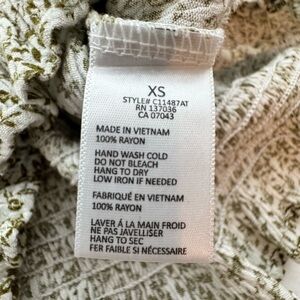 XS
STYLE# C11487AT
RN 137036
CA 07043
MADE IN VIETNAM
100% RAYON
HAND WASH COLD
DO NOT BLEACH
HANG TO DRY
LOW IRON IF NEEDED
FABRIQUÉ EN VIETNAM
100% RAYON
LAVER Á LA MAIN FROID
NE PAS JAVELLISER
HANG TO SEC
FER FAIBLE SI NÉCESSAIRE